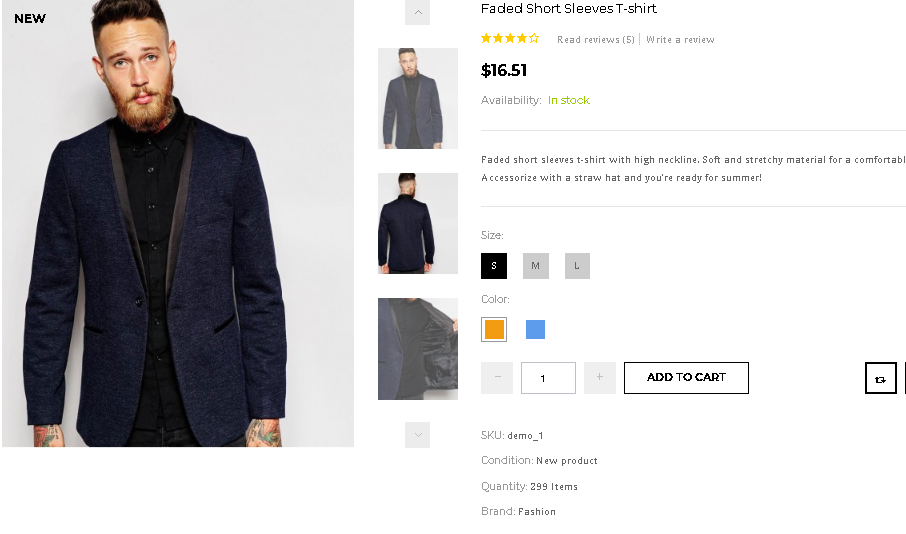 NEW
Faded Short Sleeves T-shirt
Read reviews (5) | Write a review
$16.51
Availability: In stock
Faded short sleeves t-shirt with high neckline. Soft and stretchy material for a comfortabl
Accessorize with a straw hat and you're ready for summer!
Size:
S M L
Color:
− 1 + ADD TO CART
SKU: demo_1
Condition: New product
Quantity: 299 Items
Brand: Fashion